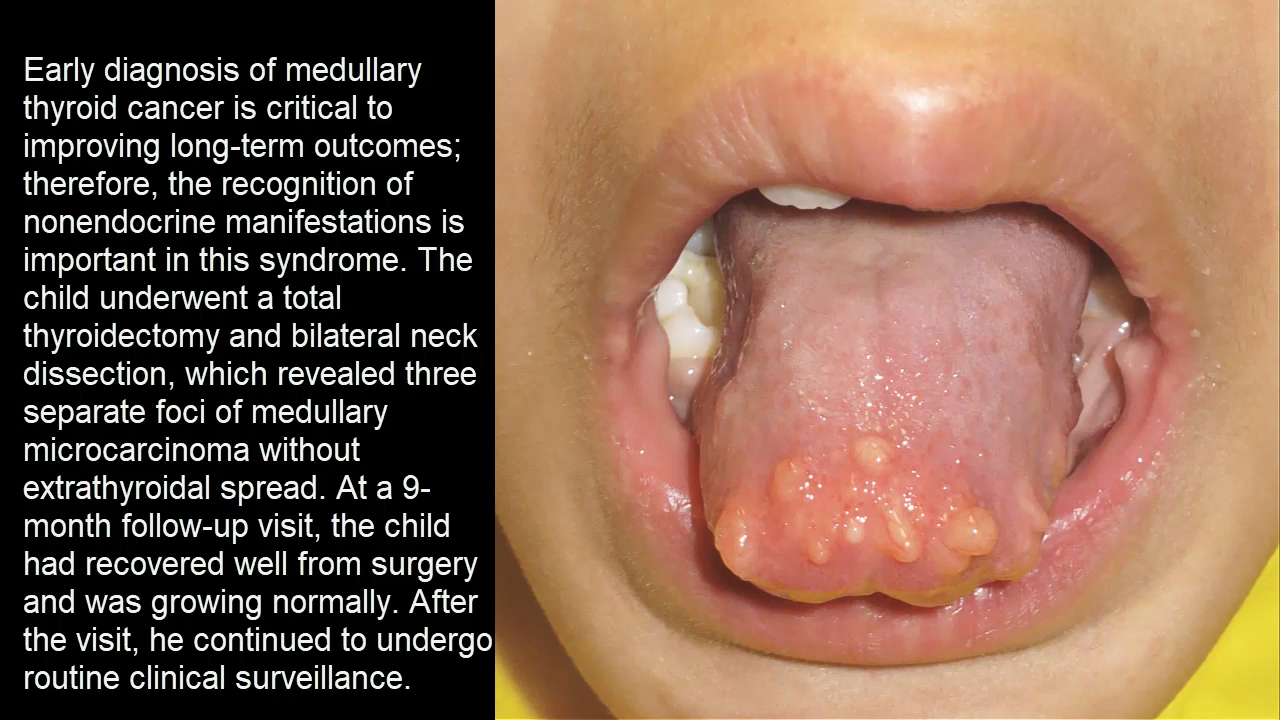 Early diagnosis of medullary
thyroid cancer is critical to
improving long-term outcomes;
therefore, the recognition of
nonendocrine manifestations is
important in this syndrome. The
child underwent a total
thyroidectomy and bilateral neck
dissection, which revealed three
separate foci of medullary
microcarcinoma without
extrathyroidal spread. At a 9-
month follow-up visit, the child
had recovered well from surgery
and was growing normally. After
the visit, he continued to undergo
routine clinical surveillance.